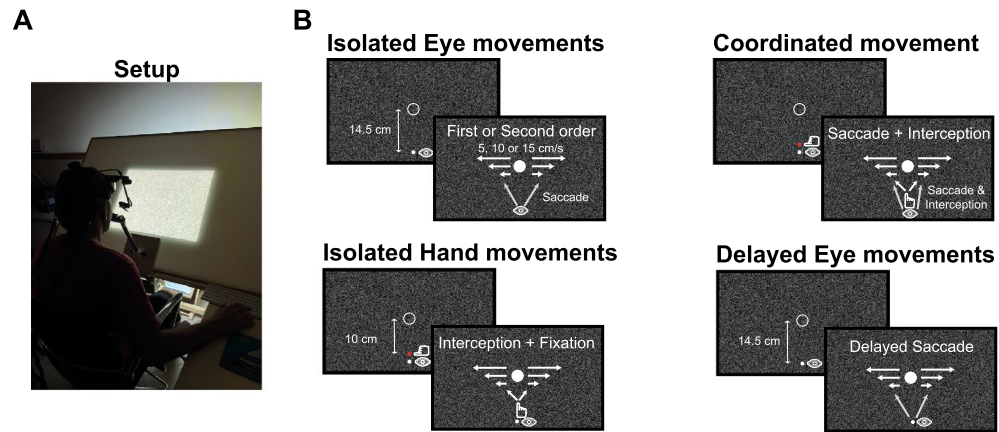 A
Setup
B
Isolated Eye movements
14.5 cm
First or Second order
5, 10 or 15 cm/s
Saccade
Coordinated movement
Saccade + Interception
Saccade &
Interception
Isolated Hand movements
10 cm
Interception + Fixation
Delayed Eye movements
14.5 cm
Delayed Saccade